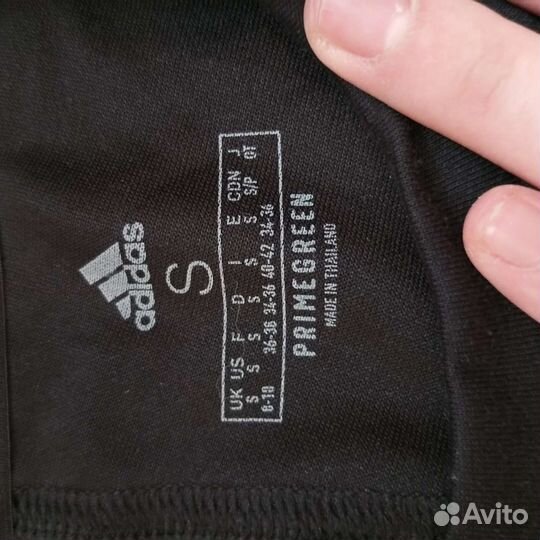 adidas
S
UK US F D I E CDN J
S S S S S S S/P OT
8-10 36-38 34-36 40-42 34-36
PRIMEGREEN
MADE IN THAILAND
Avito